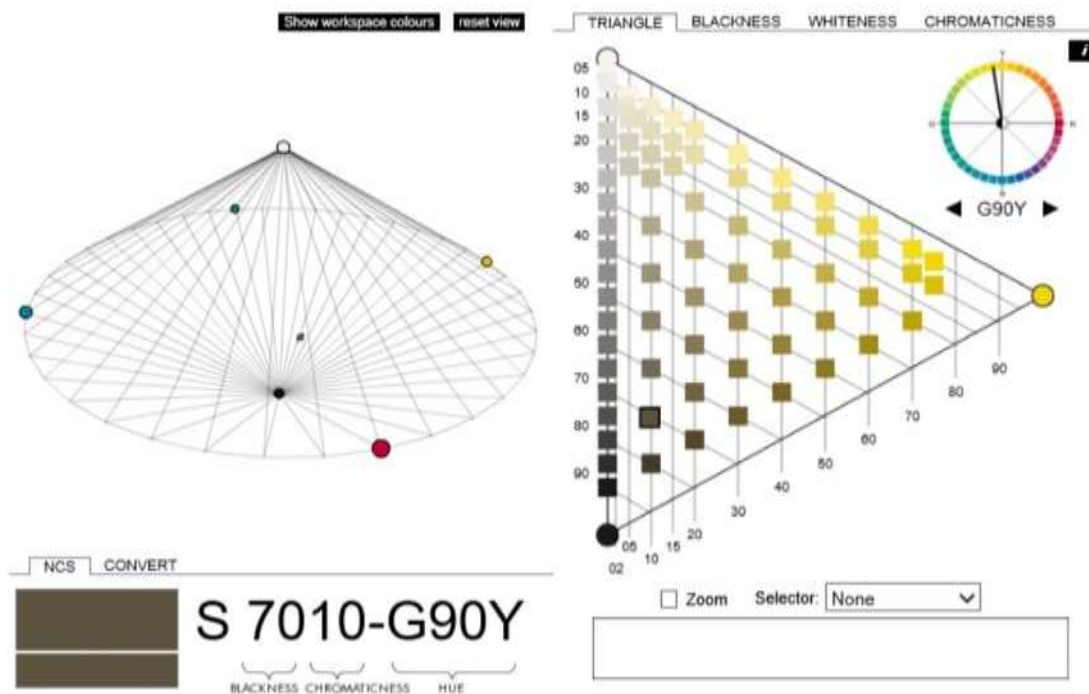 Show workspace colours reset view
TRIANGLE BLACKNESS WHITENESS CHROMATICNESS
i
05
10
15
20
30
40
50
60
70
80
90
Y
G
R
B
G90Y
90
80
70
60
50
40
30
20
15
10
05
02
NCS CONVERT
S 7010-G90Y
BLACKNESS CHROMATICNESS HUE
Zoom Selector: None